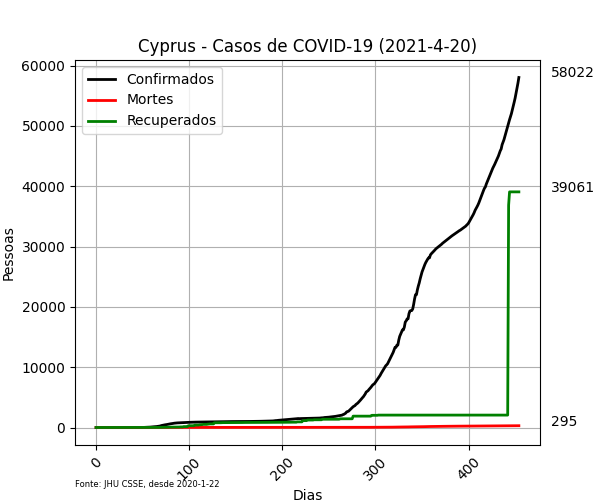 Cyprus - Casos de COVID-19 (2021-4-20)
Confirmados
Mortes
Recuperados
60000
50000
40000
30000
20000
10000
0
Pessoas
58022
39061
295
0
100
200
300
400
Dias
Fonte: JHU CSSE, desde 2020-1-22